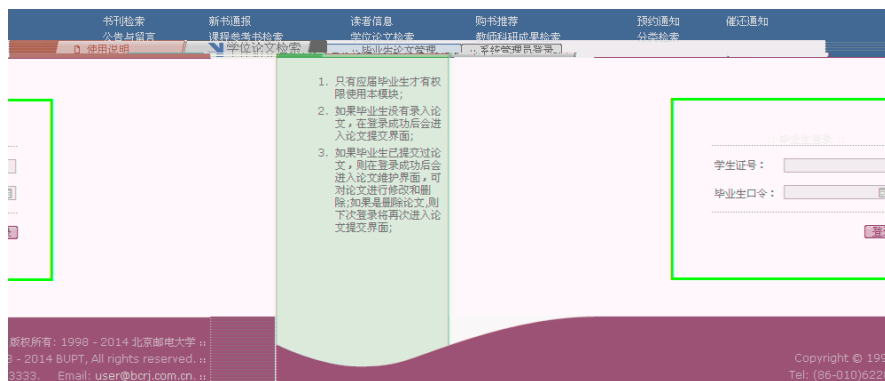 书刊检索 新书通报 读者信息 购书推荐 预约通知 催还通知
公告与留言 课程参考书检索 学位论文检索 教师科研成果检索 分类检索
使用说明 学位论文检索 :: 毕业生论文管理 :: 系统管理员登录
1. 只有应届毕业生才有权
限使用本模块;
2. 如果毕业生没有录入论
文，在登录成功后会进
入论文提交界面;
3. 如果毕业生已提交过论
文，则在登录成功后会
进入论文维护界面，可
对论文进行修改和删
除;如果是删除论文,则
下次登录将再次进入论
文提交界面;
:: 毕业生登录 ::
学生证号：
毕业生口令：
登
版权所有: 1998 - 2014 北京邮电大学 ::
- 2014 BUPT, All rights reserved. ::
3333. Email: user@bcrj.com.cn. ::
Copyright © 199
Tel: (86-010)622